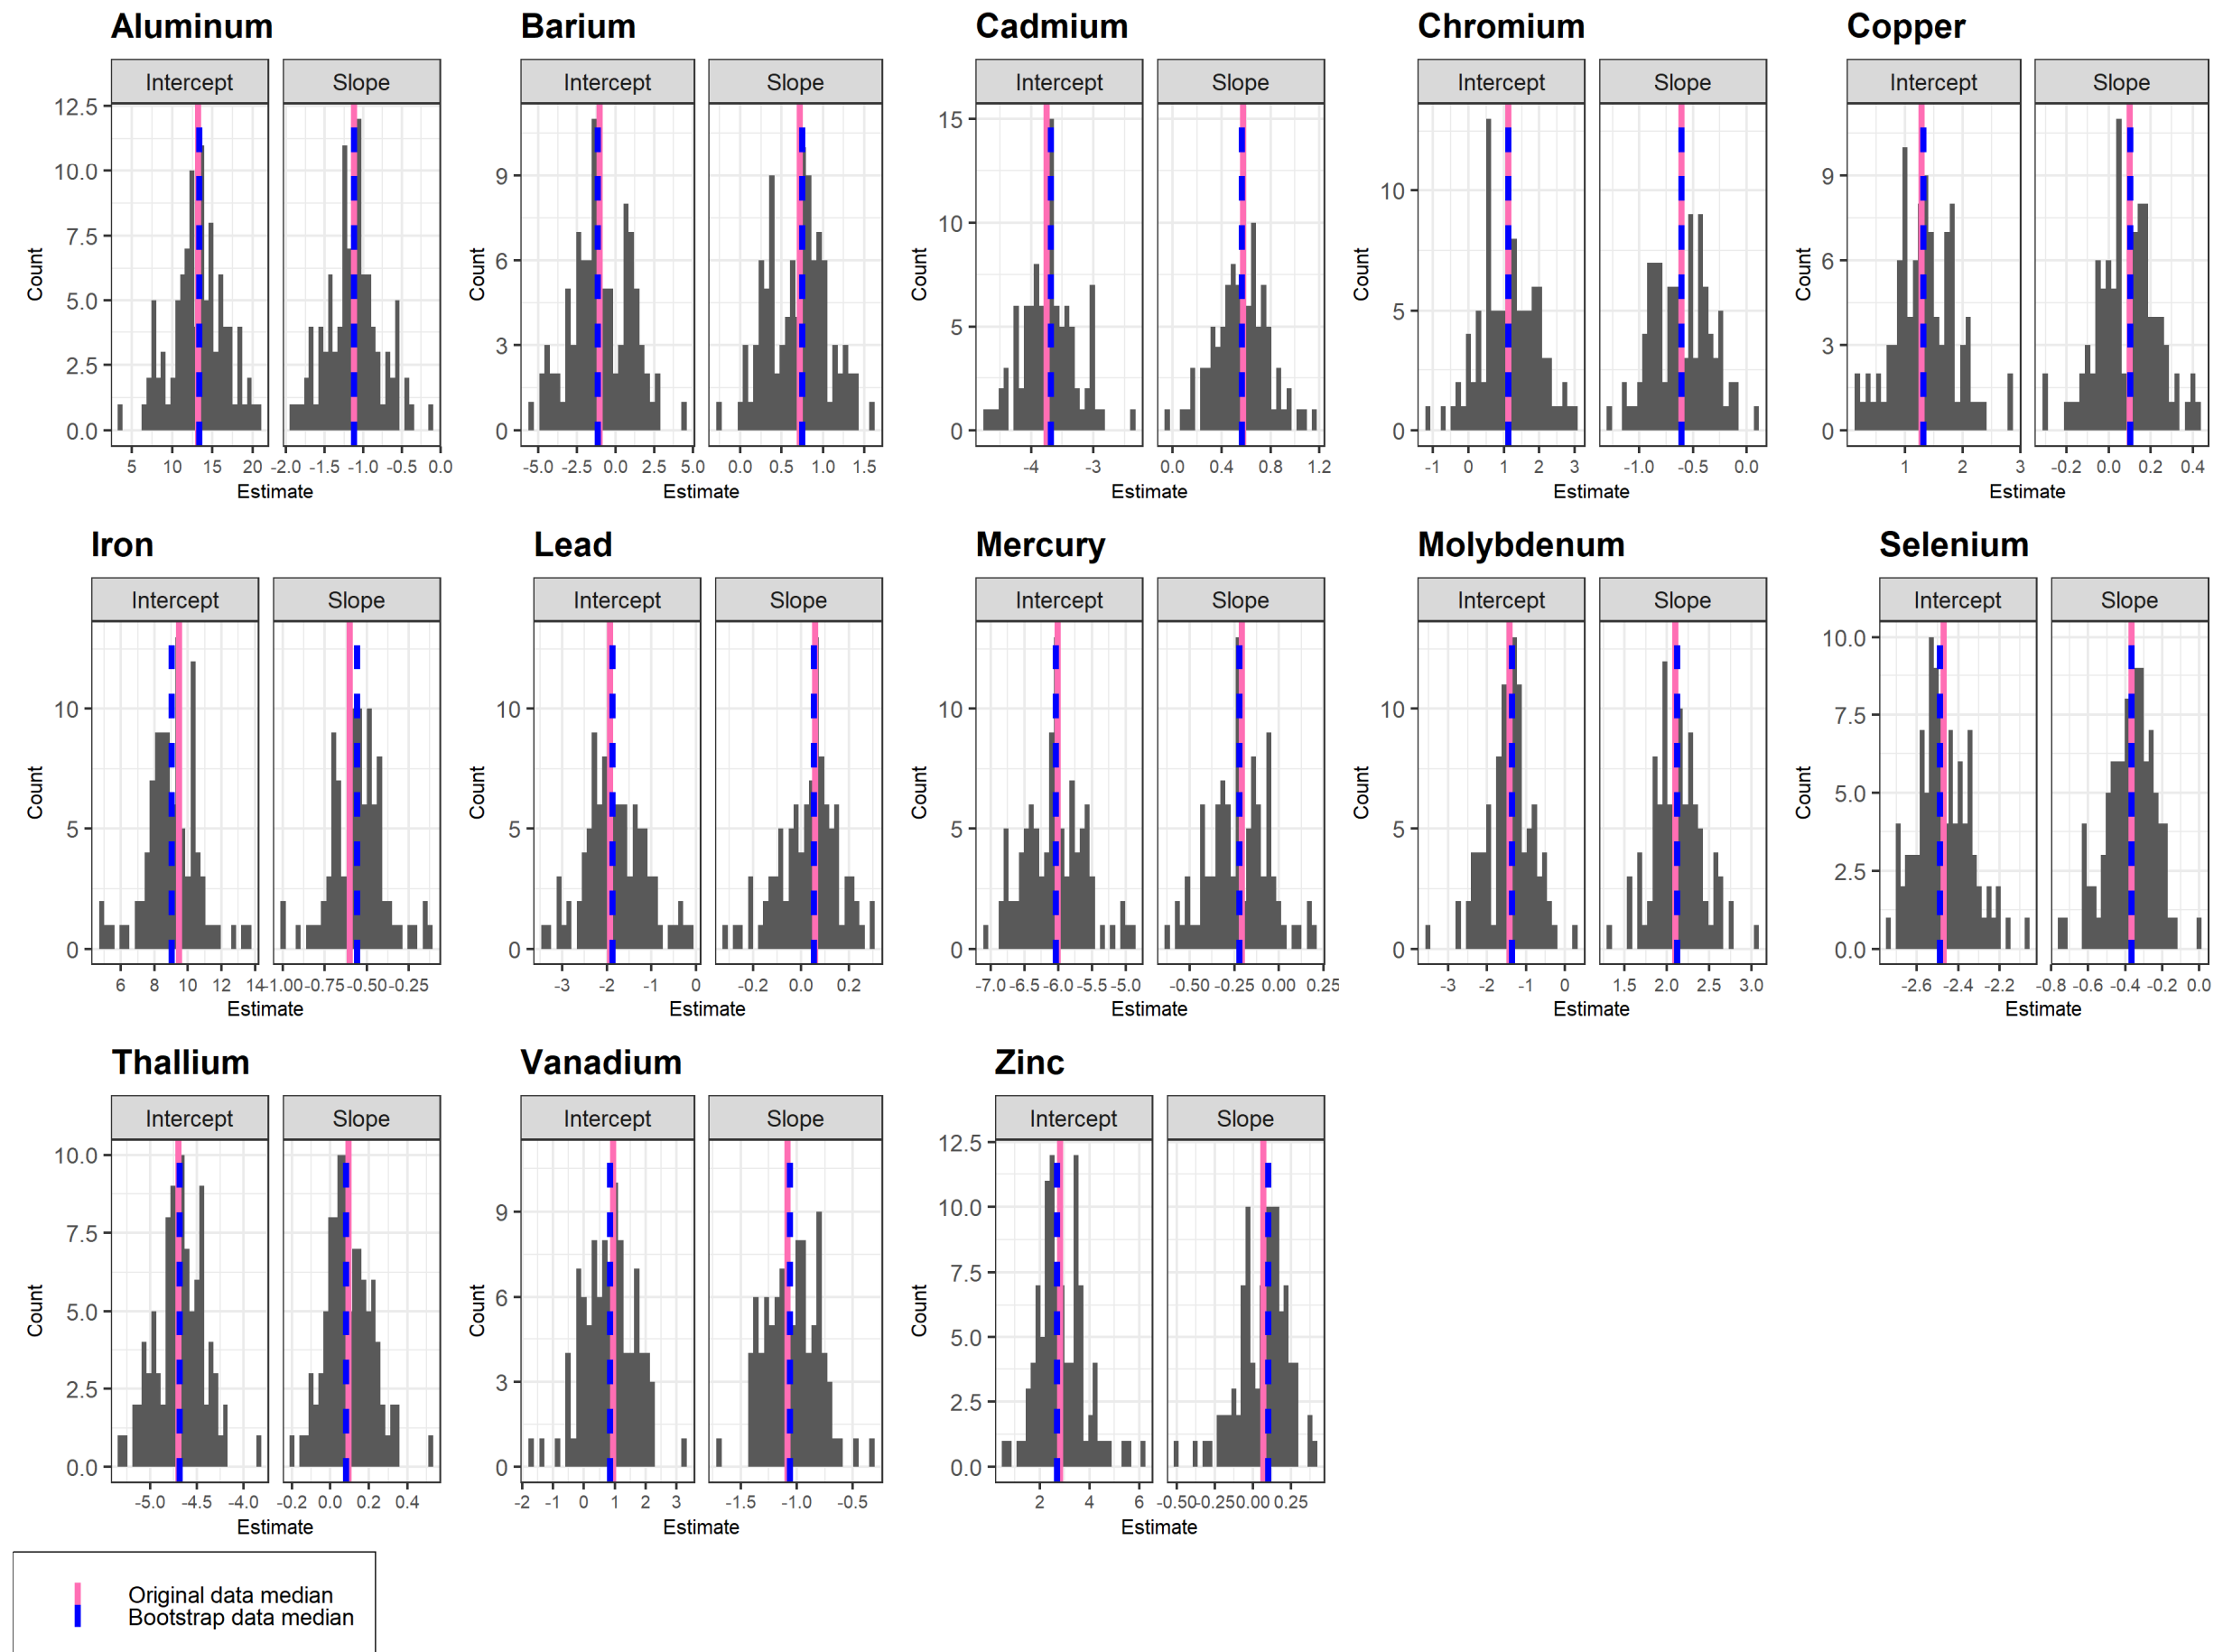 Aluminum Barium Cadmium Chromium Copper
Intercept Slope Intercept Slope Intercept Slope Intercept Slope Intercept Slope
Count 12.5 10.0 7.5 5.0 2.5 0.0
Count 9 6 3 0
Count 15 10 5 0
Count 10 5 0
Count 9 6 3 0
5 10 15 20 -2.0 -1.5 -1.0 -0.5 0.0 -5.0 -2.5 0.0 2.5 5.0 0.0 0.5 1.0 1.5 -4 -3 0.0 0.4 0.8 1.2 -1 0 1 2 3 -1.0 -0.5 0.0 1 2 3 -0.2 0.0 0.2 0.4
Estimate Estimate Estimate Estimate Estimate
Iron Lead Mercury Molybdenum Selenium
Intercept Slope Intercept Slope Intercept Slope Intercept Slope Intercept Slope
Count 10 5 0
Count 10 5 0
Count 10 5 0
Count 10 5 0
Count 10.0 7.5 5.0 2.5 0.0
6 8 10 12 14 -1.00 -0.75 -0.50 -0.25 -3 -2 -1 0 -0.2 0.0 0.2 -7.0 -6.5 -6.0 -5.5 -5.0 -0.50 -0.25 0.00 0.25 -3 -2 -1 0 1.5 2.0 2.5 3.0 -2.6 -2.4 -2.2 -0.8 -0.6 -0.4 -0.2 0.0
Estimate Estimate Estimate Estimate Estimate
Thallium Vanadium Zinc
Intercept Slope Intercept Slope Intercept Slope
Count 10.0 7.5 5.0 2.5 0.0
Count 9 6 3 0
Count 12.5 10.0 7.5 5.0 2.5 0.0
-5.0 -4.5 -4.0 -0.2 0.0 0.2 0.4 -2 -1 0 1 2 3 -1.5 -1.0 -0.5 2 4 6 -0.50 -0.25 0.00 0.25
Estimate Estimate Estimate
Original data median
Bootstrap data median